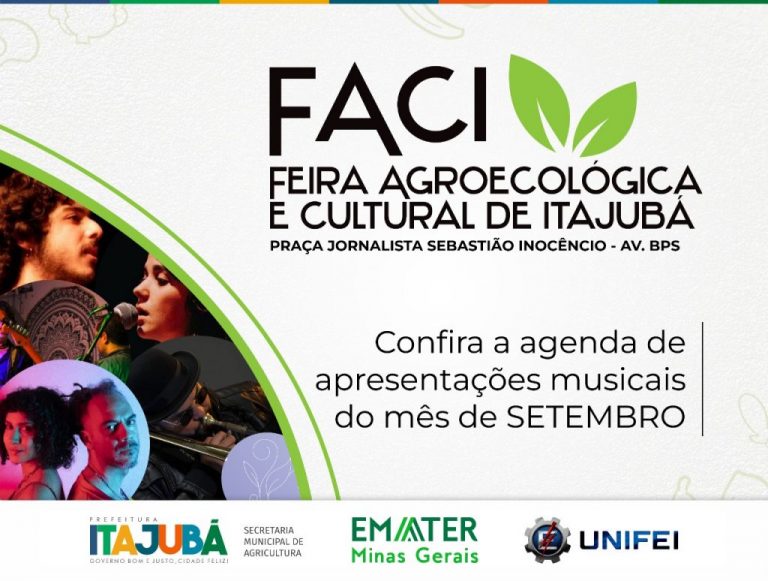 FACI
FEIRA AGROECOLÓGICA
E CULTURAL DE ITAJUBÁ
PRAÇA JORNALISTA SEBASTIÃO INOCÊNCIO - AV. BPS
Confira a agenda de
apresentações musicais
do mês de SETEMBRO
PREFEITURA
ITAJUBÁ
GOVERNO BOM E JUSTO, CIDADE FELIZ!
SECRETARIA
MUNICIPAL DE
AGRICULTURA
EMATER
Minas Gerais
UNIFEI